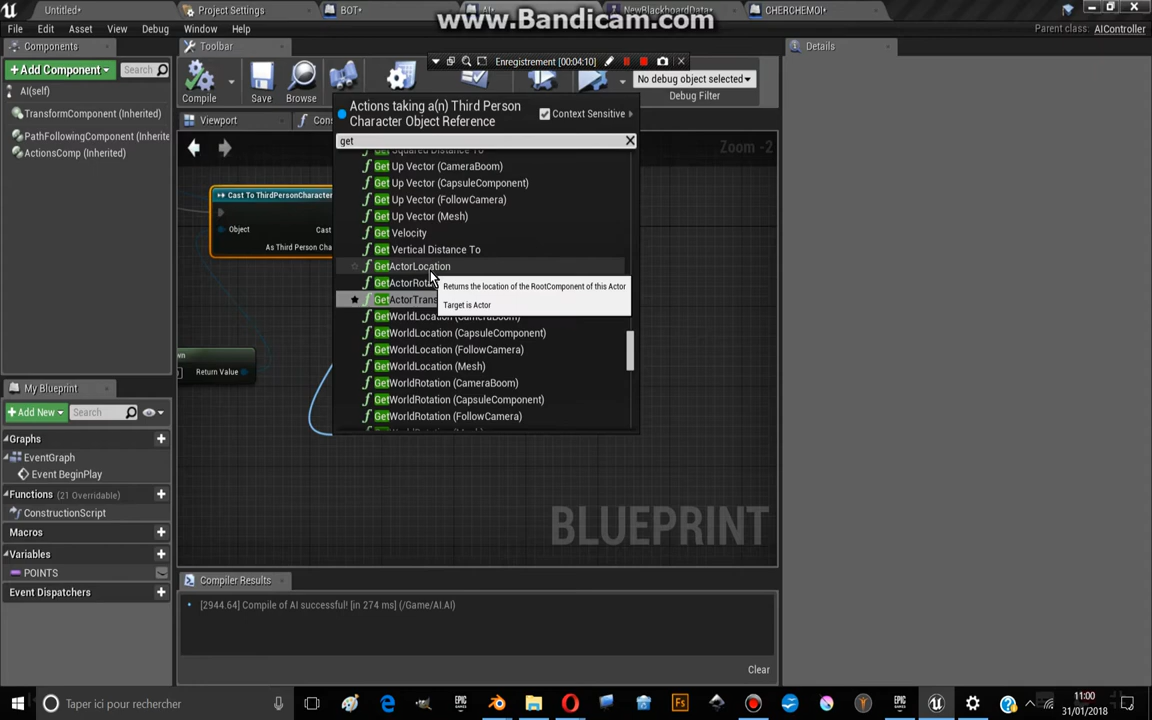 www.Bandicam.com
Untitled*
Project Settings
BOT*
AI*
NewBlackboardData*
CHERCHEMOI*
File
Edit
Asset
View
Debug
Window
Help
Parent class: AIController
Components
Toolbar
Details
Enregistrement [00:04:10]
+ Add Component
Search
AI(self)
TransformComponent (Inherited)
PathFollowingComponent (Inherite
ActionsComp (Inherited)
Compile
Save
Browse
No debug object selected
Debug Filter
Viewport
Actions taking a(n) Third Person
Character Object Reference
Context Sensitive
get
Zoom -2
Get Up Vector (CameraBoom)
Get Up Vector (CapsuleComponent)
Get Up Vector (FollowCamera)
Get Up Vector (Mesh)
Get Velocity
Get Vertical Distance To
GetActorLocation
GetActorRota
Returns the location of the RootComponent of this Actor
Target is Actor
GetActorTrans
GetWorldLocation (CameraBoom)
GetWorldLocation (CapsuleComponent)
GetWorldLocation (FollowCamera)
GetWorldLocation (Mesh)
GetWorldRotation (CameraBoom)
GetWorldRotation (CapsuleComponent)
GetWorldRotation (FollowCamera)
Cast To ThirdPersonCharacter
Object
Cast
As Third Person Cha
Return Value
BLUEPRINT
My Blueprint
+ Add New
Search
Graphs
EventGraph
Event BeginPlay
Functions (21 Overridable)
ConstructionScript
Macros
Variables
POINTS
Event Dispatchers
Compiler Results
[2944.64] Compile of AI successful! [in 274 ms] (/Game/AI.AI)
Clear
Taper ici pour rechercher
11:00
31/01/2018